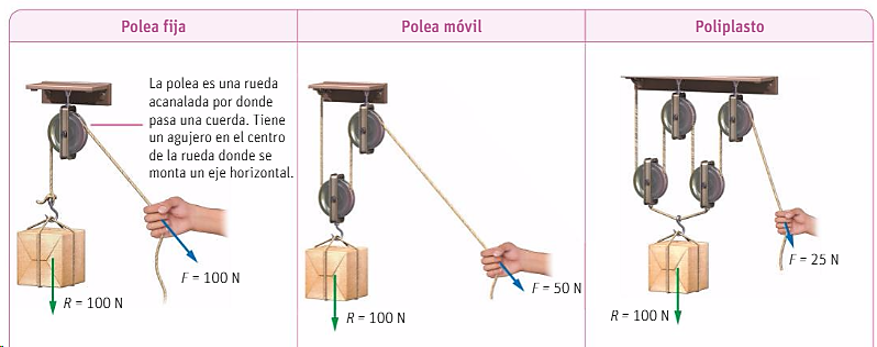 Polea fija
Polea móvil
Poliplasto
La polea es una rueda
acanalada por donde
pasa una cuerda. Tiene
un agujero en el centro
de la rueda donde se
monta un eje horizontal.
F = 100 N
R = 100 N
F = 50 N
R = 100 N
F = 25 N
R = 100 N